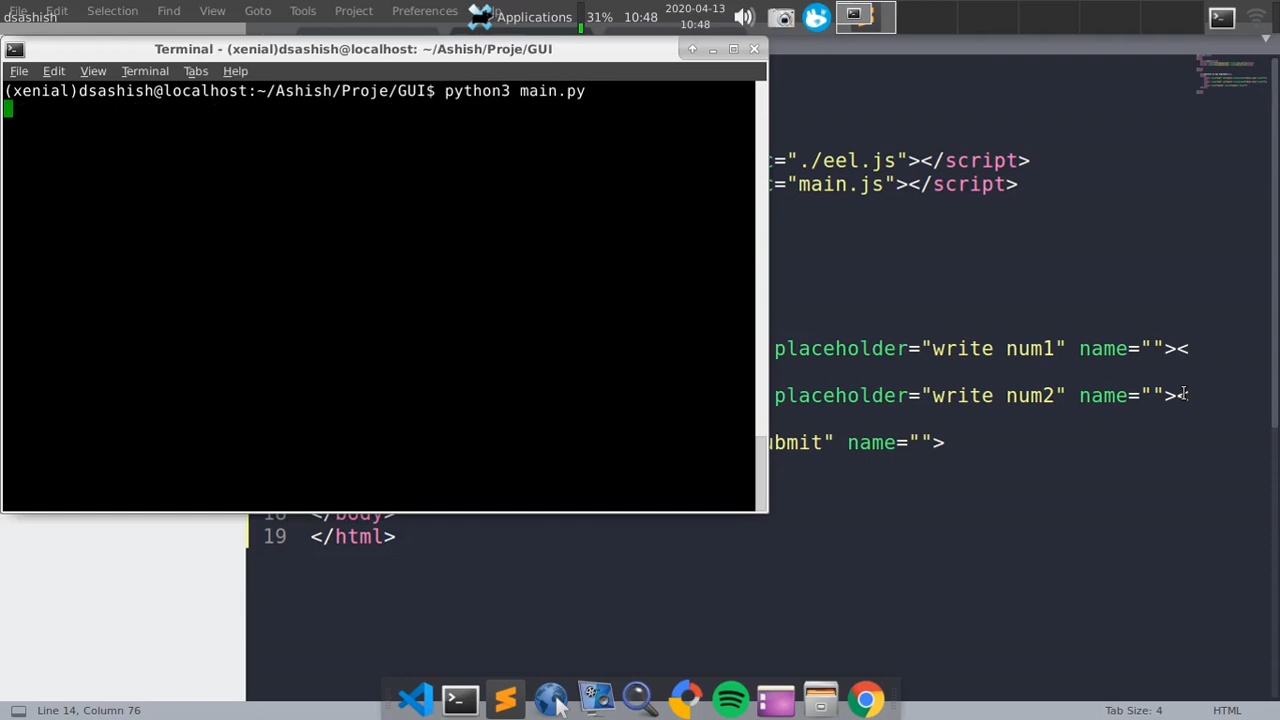 File Edit Selection Find View Goto Tools Project Preferences
dsashish Applications 31% 10:48 2020-04-13 10:48
Terminal - (xenial)dsashish@localhost: ~/Ashish/Proje/GUI
File Edit View Terminal Tabs Help
(xenial)dsashish@localhost:~/Ashish/Proje/GUI$ python3 main.py
="./eel.js"></script>
="main.js"></script>
placeholder="write num1" name=""><
placeholder="write num2" name=""><
ubmit" name="">
18 </body>
19 </html>
Line 14, Column 76 Tab Size: 4 HTML